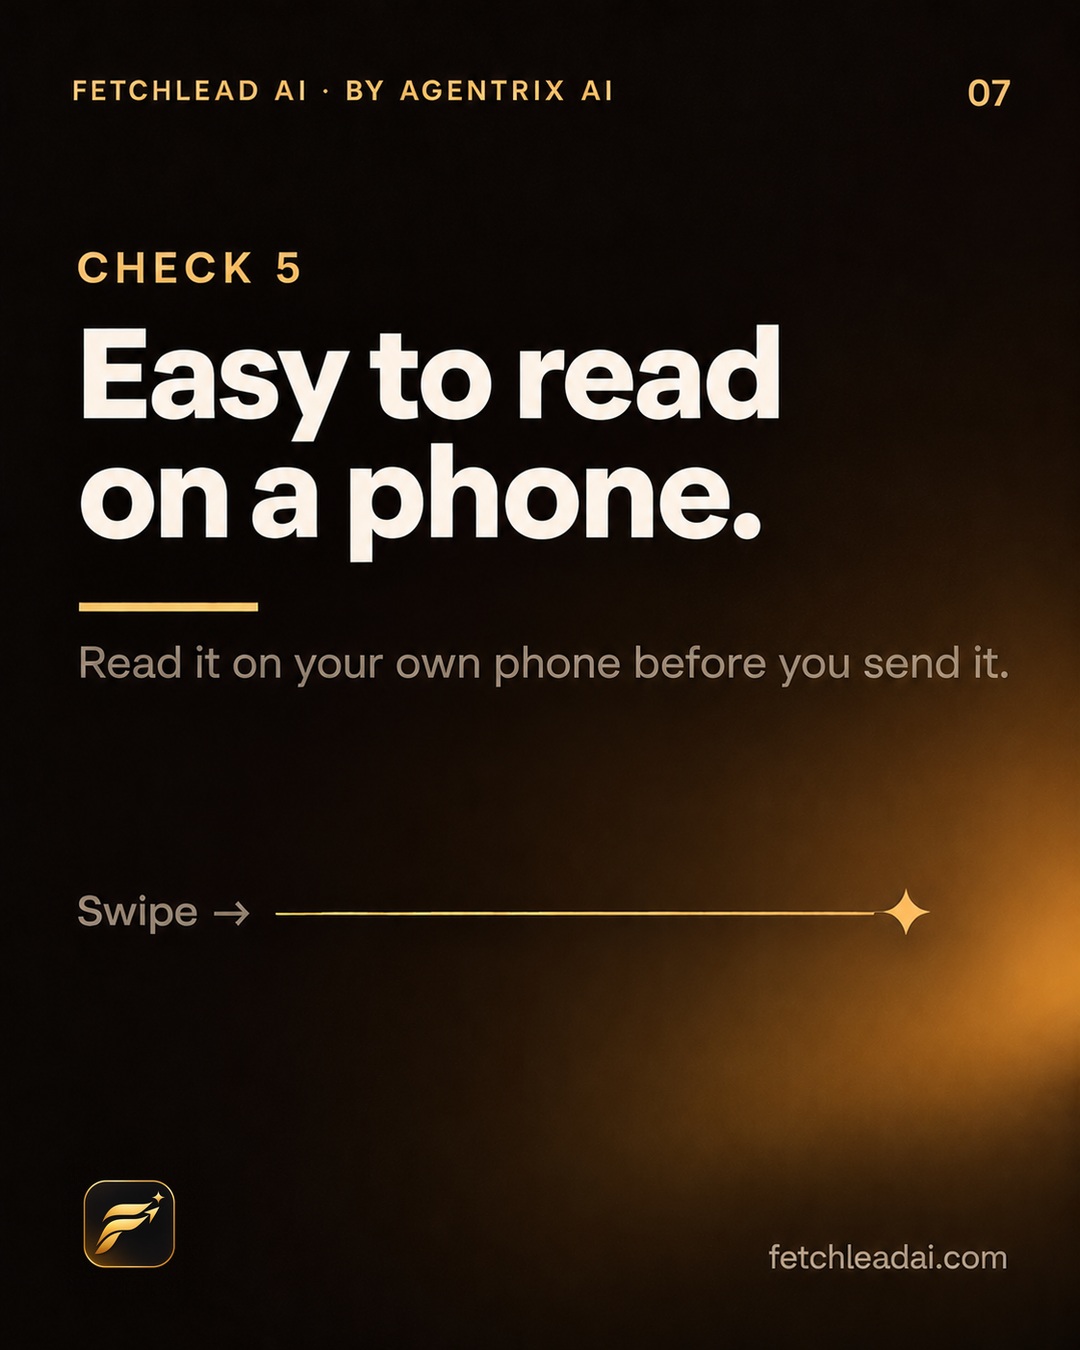 FETCHLEAD AI · BY AGENTRIX AI
07
CHECK 5
Easy to read
on a phone.
Read it on your own phone before you send it.
Swipe →
fetchleadai.com